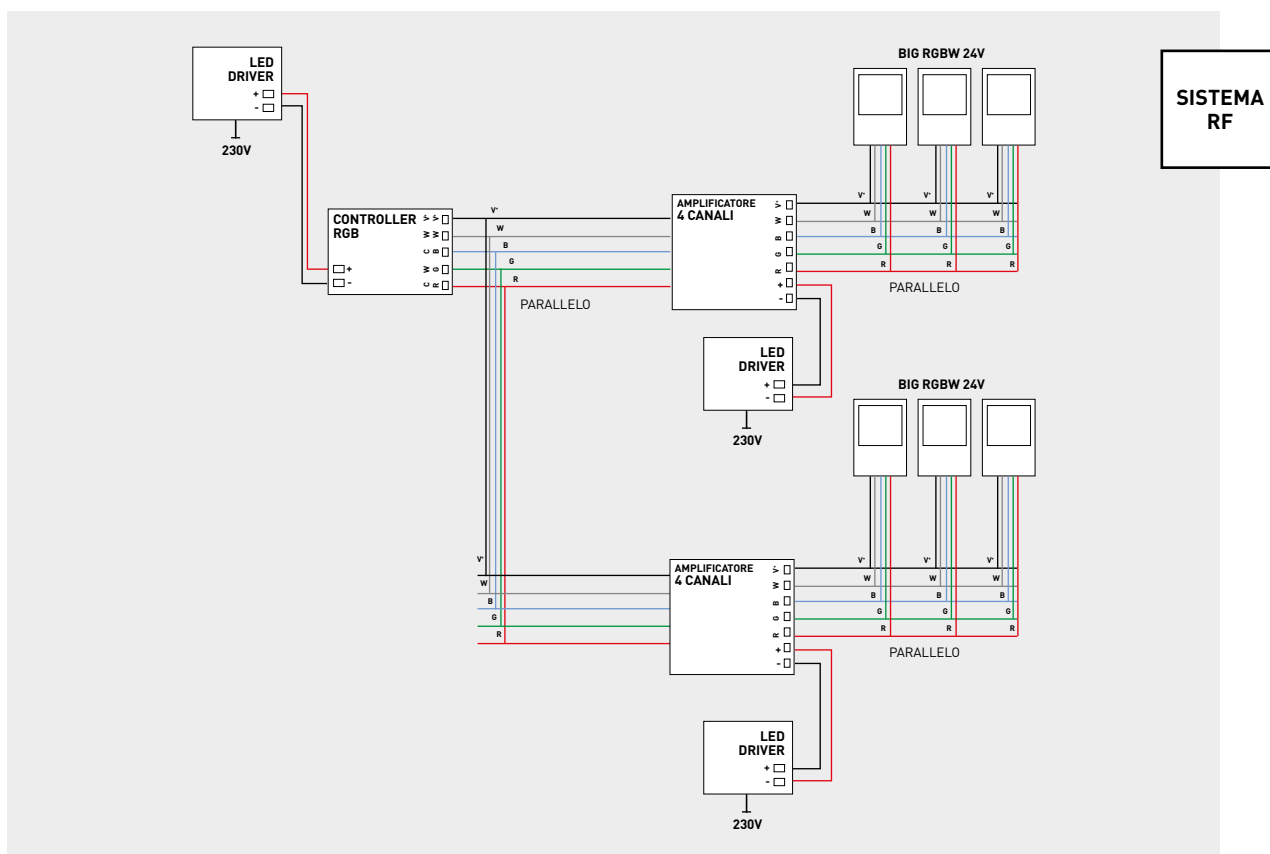 LED
DRIVER
+
-
230V
BIG RGBW 24V
SISTEMA
RF
CONTROLLER
RGB
+
-
V+ V+
W W
C B
W G
C R
V+
W
B
G
R
PARALLELO
AMPLIFICATORE
4 CANALI
V+
W
B
G
R
+
-
V+ V+ V+
W W W
B B B
G G G
R R R
PARALLELO
LED
DRIVER
+
-
230V
BIG RGBW 24V
V+
W
B
G
R
AMPLIFICATORE
4 CANALI
V+
W
B
G
R
+
-
V+ V+ V+
W W W
B B B
G G G
R R R
PARALLELO
LED
DRIVER
+
-
230V